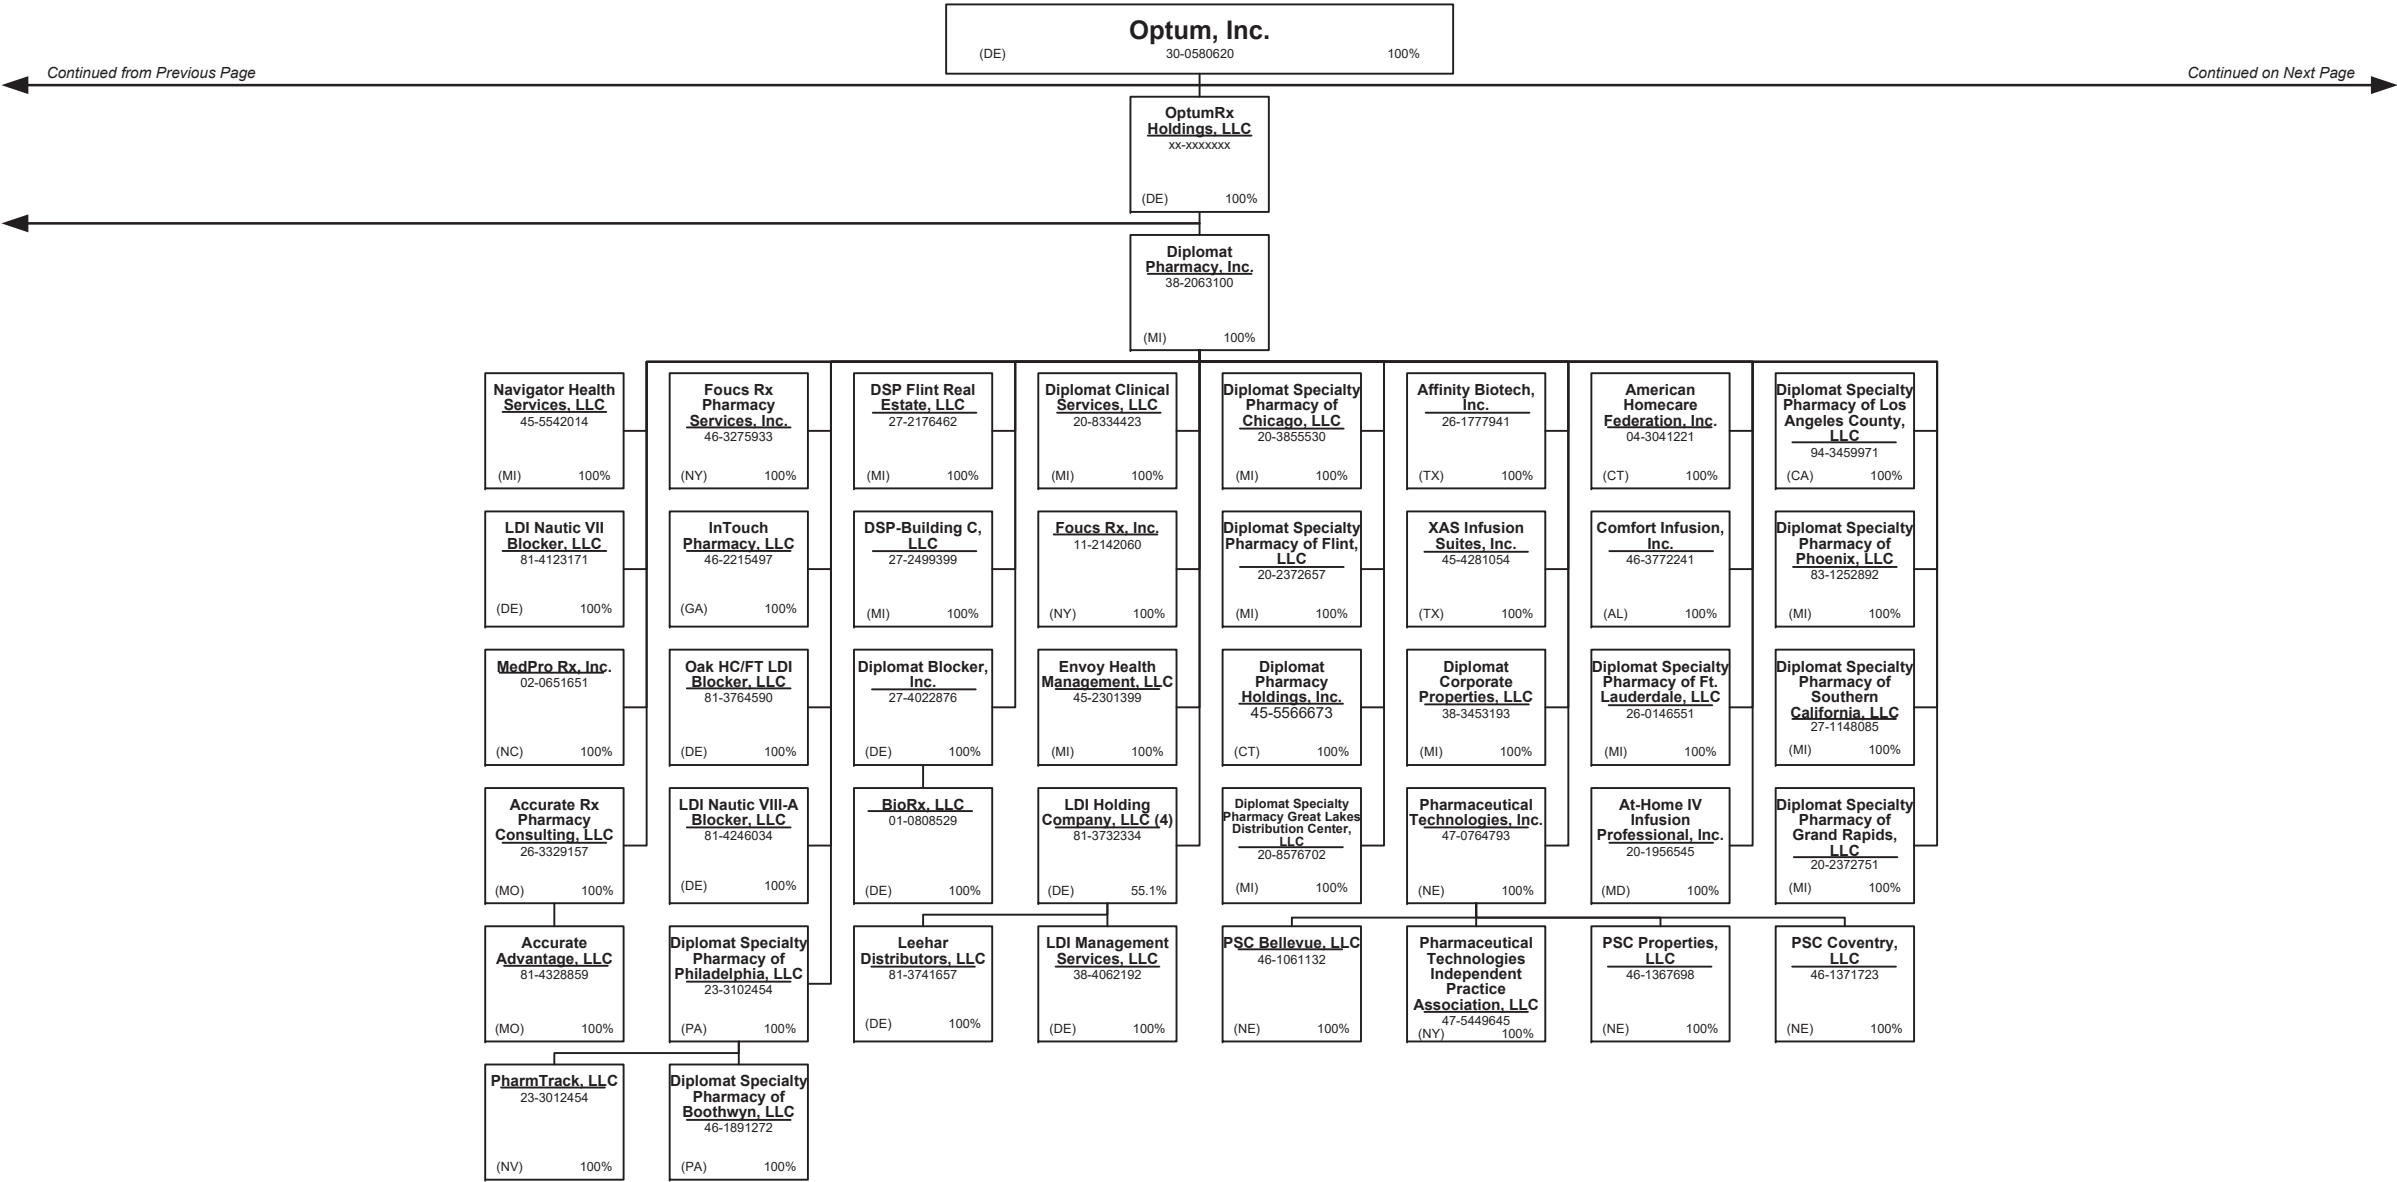 Optum, Inc.
(DE) 30-0580620 100%
Continued from Previous Page
Continued on Next Page
OptumRx
Holdings, LLC
xx-xxxxxxx
(DE) 100%
Diplomat
Pharmacy, Inc.
38-2063100
(MI) 100%
Navigator Health
Services, LLC
45-5542014
(MI) 100%
Foucs Rx
Pharmacy
Services, Inc.
46-3275933
(NY) 100%
DSP Flint Real
Estate, LLC
27-2176462
(MI) 100%
Diplomat Clinical
Services, LLC
20-8334423
(MI) 100%
Diplomat Specialty
Pharmacy of
Chicago, LLC
20-3855530
(MI) 100%
Affinity Biotech,
Inc.
26-1777941
(TX) 100%
American
Homecare
Federation, Inc.
04-3041221
(CT) 100%
Diplomat Specialty
Pharmacy of Los
Angeles County,
LLC
94-3459971
(CA) 100%
LDI Nautic VII
Blocker, LLC
81-4123171
(DE) 100%
InTouch
Pharmacy, LLC
46-2215497
(GA) 100%
DSP-Building C,
LLC
27-2499399
(MI) 100%
Foucs Rx, Inc.
11-2142060
(NY) 100%
Diplomat Specialty
Pharmacy of Flint,
LLC
20-2372657
(MI) 100%
XAS Infusion
Suites, Inc.
45-4281054
(TX) 100%
Comfort Infusion,
Inc.
46-3772241
(AL) 100%
Diplomat Specialty
Pharmacy of
Phoenix, LLC
83-1252892
(MI) 100%
MedPro Rx, Inc.
02-0651651
(NC) 100%
Oak HC/FT LDI
Blocker, LLC
81-3764590
(DE) 100%
Diplomat Blocker,
Inc.
27-4022876
(DE) 100%
Envoy Health
Management, LLC
45-2301399
(MI) 100%
Diplomat
Pharmacy
Holdings, Inc.
45-5566673
(CT) 100%
Diplomat
Corporate
Properties, LLC
38-3453193
(MI) 100%
Diplomat Specialty
Pharmacy of Ft.
Lauderdale, LLC
26-0146551
(MI) 100%
Diplomat Specialty
Pharmacy of
Southern
California, LLC
27-1148085
(MI) 100%
Accurate Rx
Pharmacy
Consulting, LLC
26-3329157
(MO) 100%
LDI Nautic VIII-A
Blocker, LLC
81-4246034
(DE) 100%
BioRx, LLC
01-0808529
(DE) 100%
LDI Holding
Company, LLC (4)
81-3732334
(DE) 55.1%
Diplomat Specialty
Pharmacy Great Lakes
Distribution Center,
LLC
20-8576702
(MI) 100%
Pharmaceutical
Technologies, Inc.
47-0764793
(NE) 100%
At-Home IV
Infusion
Professional, Inc.
20-1956545
(MD) 100%
Diplomat Specialty
Pharmacy of
Grand Rapids,
LLC
20-2372751
(MI) 100%
Accurate
Advantage, LLC
81-4328859
(MO) 100%
Diplomat Specialty
Pharmacy of
Philadelphia, LLC
23-3102454
(PA) 100%
Leehar
Distributors, LLC
81-3741657
(DE) 100%
LDI Management
Services, LLC
38-4062192
(DE) 100%
PSC Bellevue, LLC
46-1061132
(NE) 100%
Pharmaceutical
Technologies
Independent
Practice
Association, LLC
47-5449645
(NY) 100%
PSC Properties,
LLC
46-1367698
(NE) 100%
PSC Coventry,
LLC
46-1371723
(NE) 100%
PharmTrack, LLC
23-3012454
(NV) 100%
Diplomat Specialty
Pharmacy of
Boothwyn, LLC
46-1891272
(PA) 100%